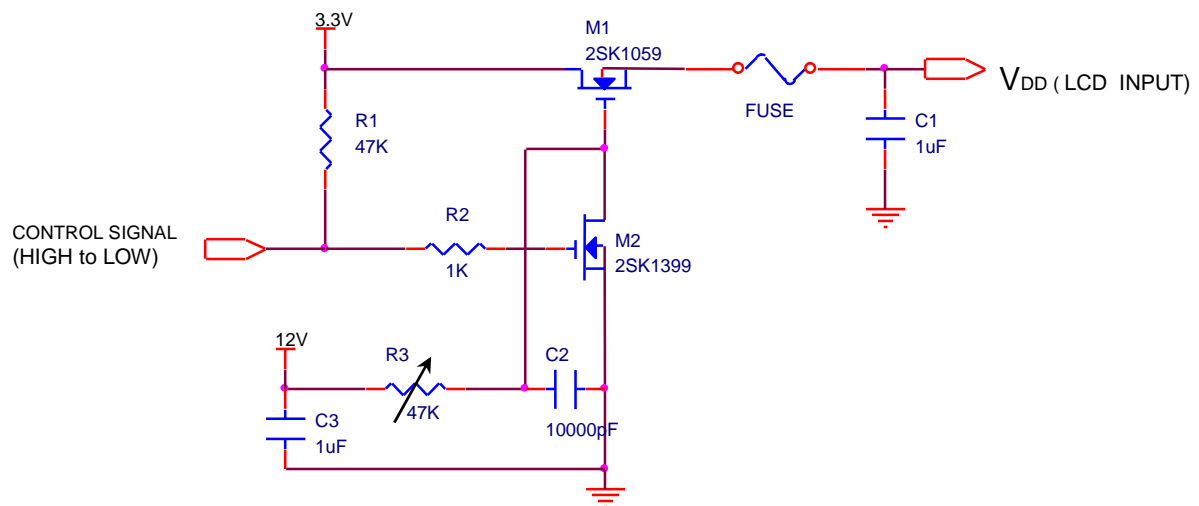 3.3V
M1
2SK1059
FUSE
VDD ( LCD INPUT)
R1
47K
C1
1uF
CONTROL SIGNAL
(HIGH to LOW)
R2
1K
M2
2SK1399
12V
R3
47K
C2
10000pF
C3
1uF